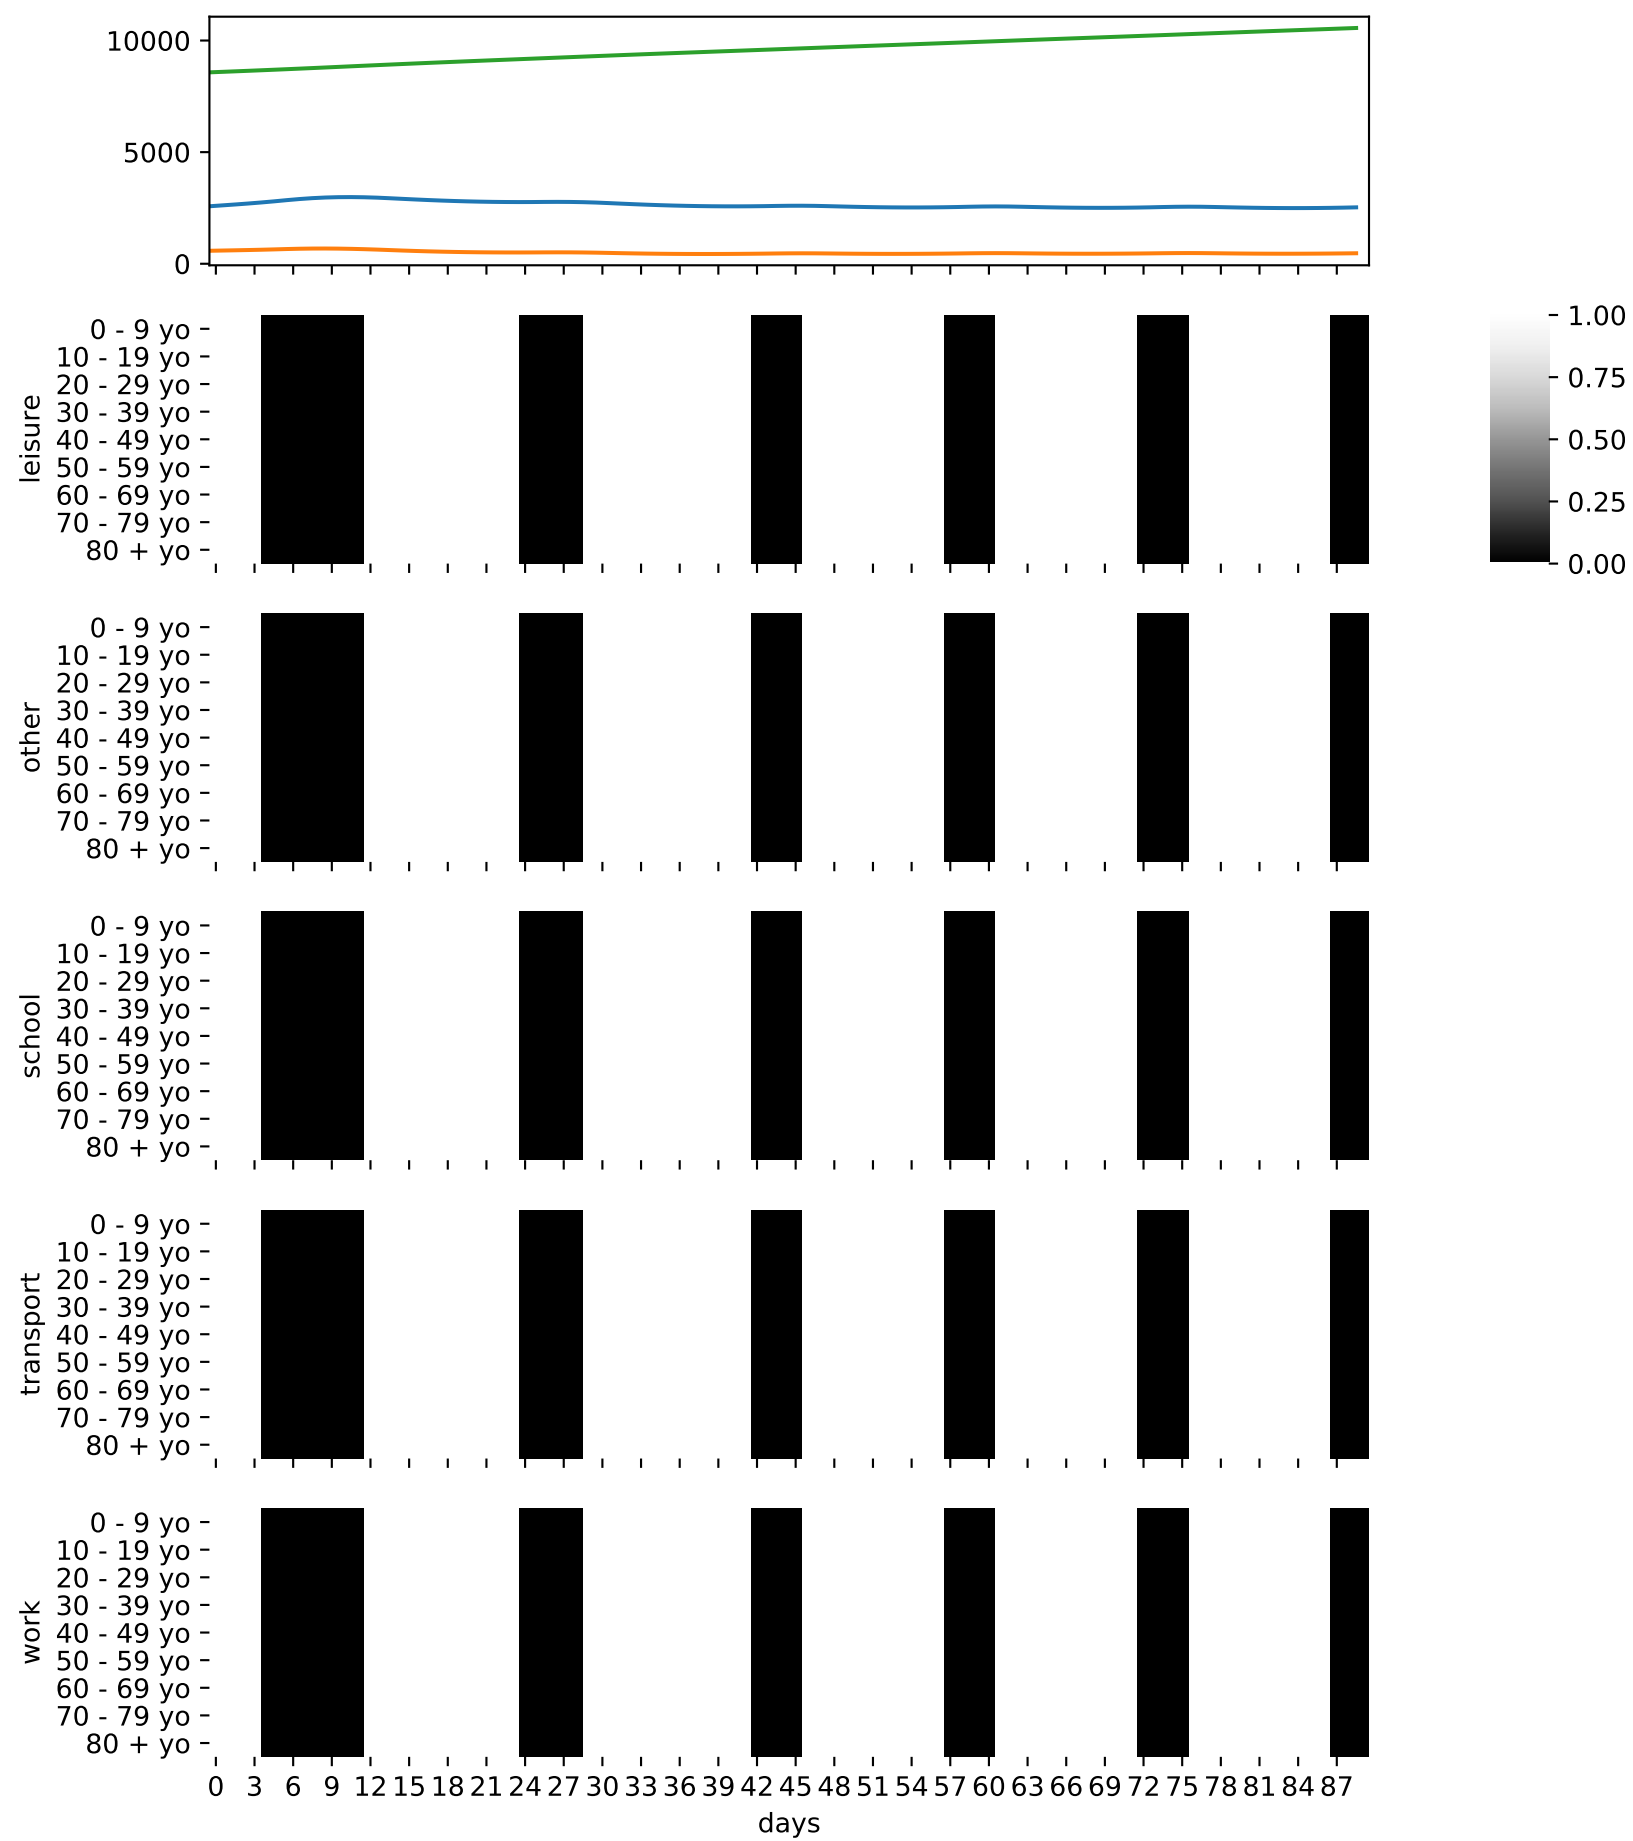 10000
5000
0
leisure
0 - 9 yo
10 - 19 yo
20 - 29 yo
30 - 39 yo
40 - 49 yo
50 - 59 yo
60 - 69 yo
70 - 79 yo
80 + yo
1.00
0.75
0.50
0.25
0.00
other
0 - 9 yo
10 - 19 yo
20 - 29 yo
30 - 39 yo
40 - 49 yo
50 - 59 yo
60 - 69 yo
70 - 79 yo
80 + yo
school
0 - 9 yo
10 - 19 yo
20 - 29 yo
30 - 39 yo
40 - 49 yo
50 - 59 yo
60 - 69 yo
70 - 79 yo
80 + yo
transport
0 - 9 yo
10 - 19 yo
20 - 29 yo
30 - 39 yo
40 - 49 yo
50 - 59 yo
60 - 69 yo
70 - 79 yo
80 + yo
work
0 - 9 yo
10 - 19 yo
20 - 29 yo
30 - 39 yo
40 - 49 yo
50 - 59 yo
60 - 69 yo
70 - 79 yo
80 + yo
0 3 6 9 12 15 18 21 24 27 30 33 36 39 42 45 48 51 54 57 60 63 66 69 72 75 78 81 84 87
days